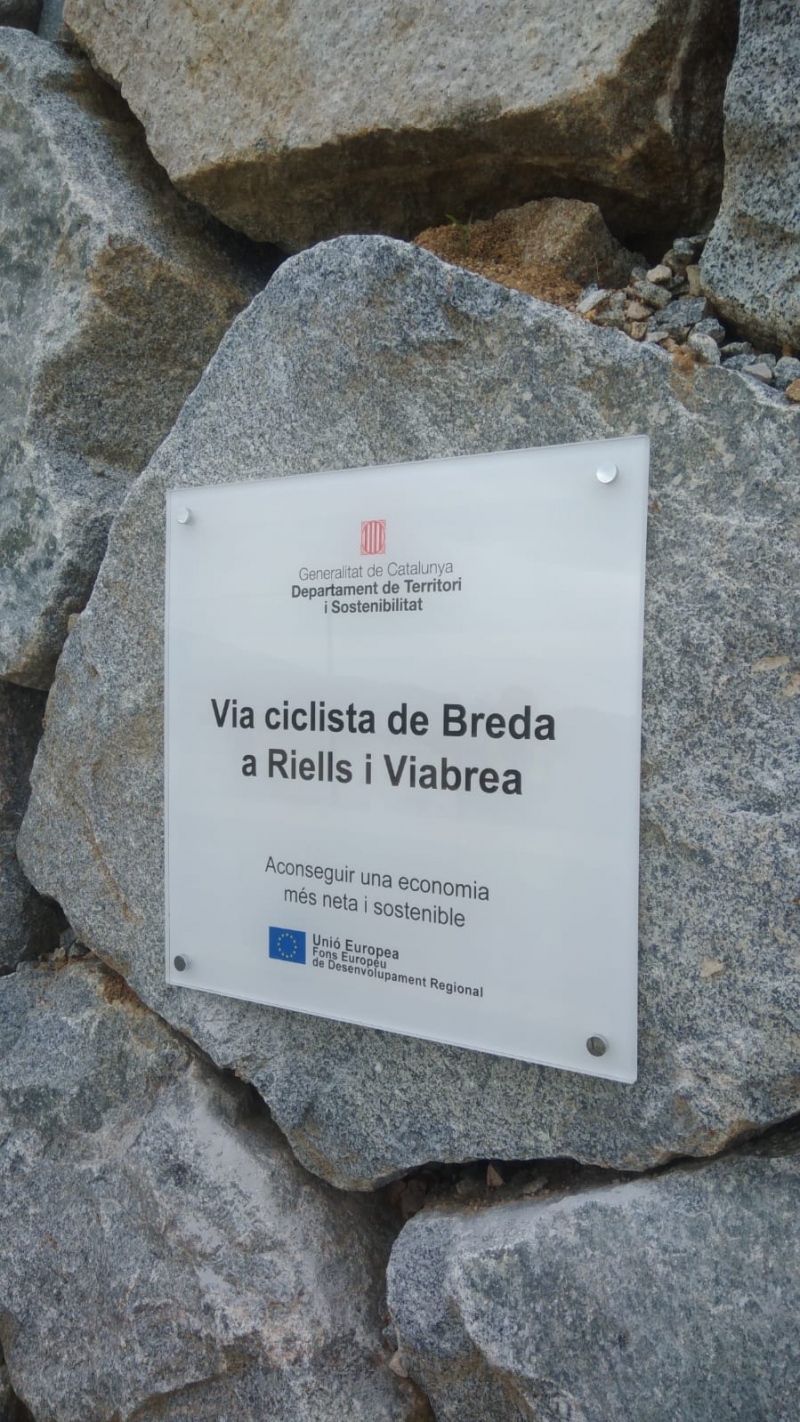 Generalitat de Catalunya
Departament de Territori
i Sostenibilitat
Via ciclista de Breda
a Riells i Viabrea
Aconseguir una economia
més neta i sostenible
Unió Europea
Fons Europeu
de Desenvolupament Regional